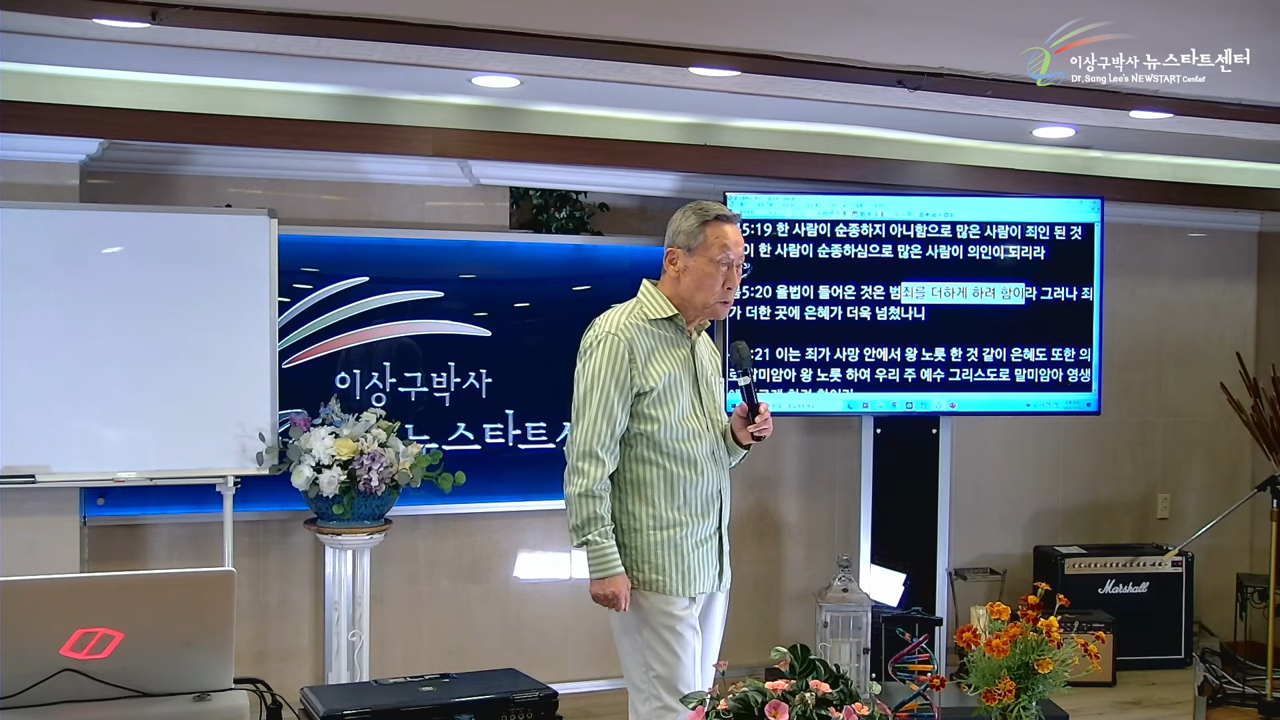 이상구박사 뉴스타트센터
Dr. Sang Lee's NEWSTART Center
5:19 한 사람이 순종하지 아니함으로 많은 사람이 죄인 된 것
이 한 사람이 순종하심으로 많은 사람이 의인이 되리라
5:20 율법이 들어온 것은 범죄를 더하게 하려 함이라 그러나 죄
가 더한 곳에 은혜가 더욱 넘쳤나니
:21 이는 죄가 사망 안에서 왕 노릇 한 것 같이 은혜도 또한 의
로 말미암아 왕 노릇 하여 우리 주 예수 그리스도로 말미암아 영생
이상구박사
뉴스타트
Marshall